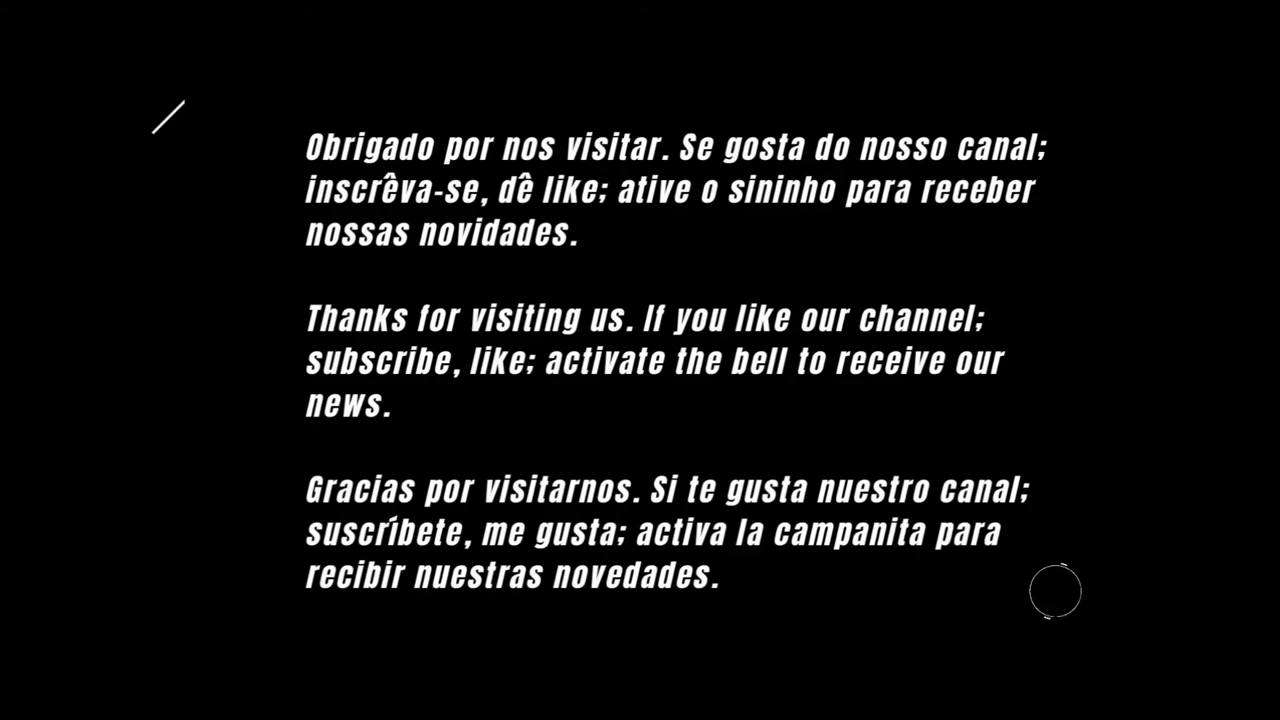 Obrigado por nos visitar. Se gosta do nosso canal;
inscrêva-se, dê like; ative o sininho para receber
nossas novidades.
Thanks for visiting us. If you like our channel;
subscribe, like; activate the bell to receive our
news.
Gracias por visitarnos. Si te gusta nuestro canal;
suscríbete, me gusta; activa la campanita para
recibir nuestras novedades.